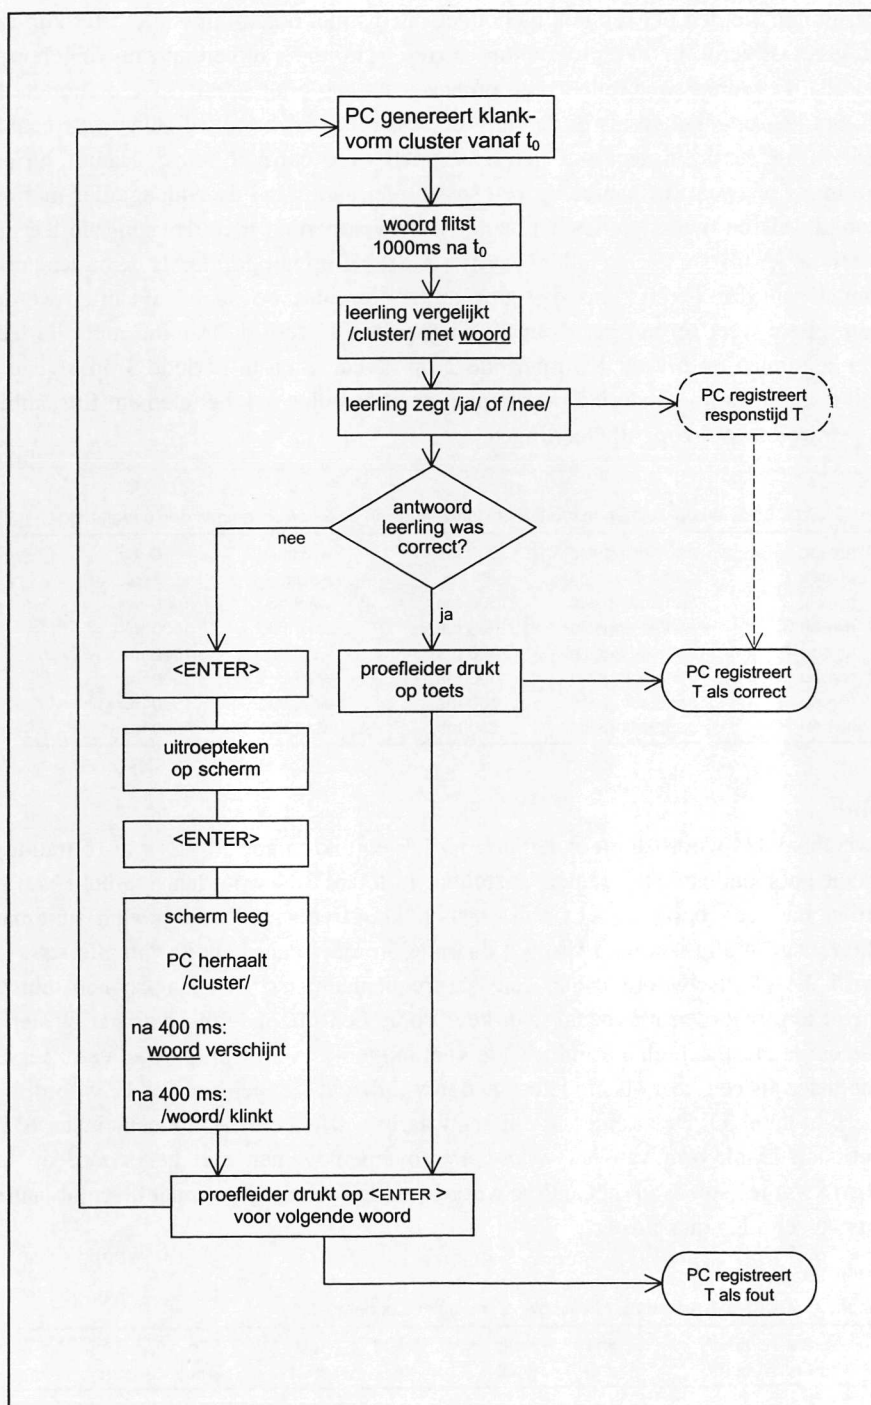 PC genereert klank-
vorm cluster vanaf t₀
woord flitst
1000ms na t₀
leerling vergelijkt
/cluster/ met woord
leerling zegt /ja/ of /nee/
PC registreert
responstijd T
antwoord
leerling was
correct?
nee
ja
<ENTER>
proefleider drukt
op toets
PC registreert
T als correct
uitroepteken
op scherm
<ENTER>
scherm leeg
PC herhaalt
/cluster/
na 400 ms:
woord verschijnt
na 400 ms:
/woord/ klinkt
proefleider drukt op <ENTER >
voor volgende woord
PC registreert
T als fout